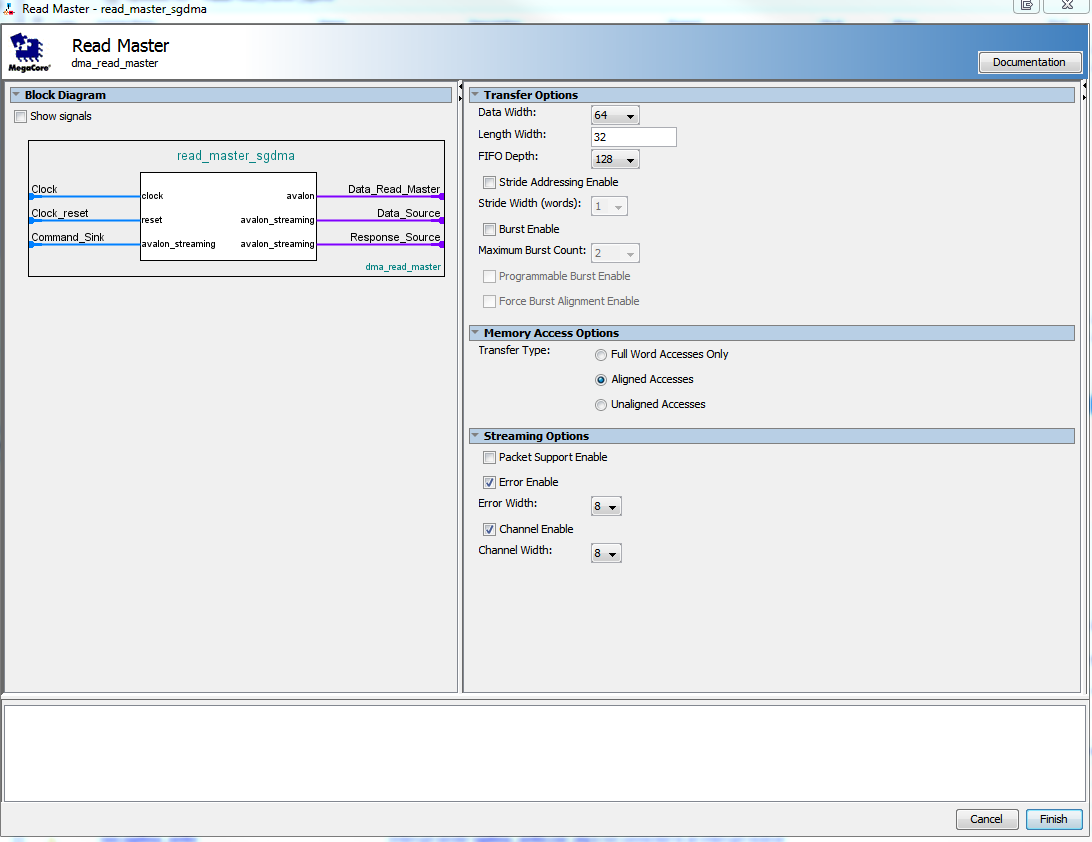 Read Master - read_master_sgdma
Read Master
dma_read_master
MegaCore®
Documentation
Block Diagram
Show signals
read_master_sgdma
Clock
clock
avalon
Data_Read_Master
Clock_reset
reset
avalon_streaming
Data_Source
Command_Sink
avalon_streaming
avalon_streaming
Response_Source
dma_read_master
Transfer Options
Data Width: 64
Length Width: 32
FIFO Depth: 128
Stride Addressing Enable
Stride Width (words): 1
Burst Enable
Maximum Burst Count: 2
Programmable Burst Enable
Force Burst Alignment Enable
Memory Access Options
Transfer Type:
Full Word Accesses Only
Aligned Accesses
Unaligned Accesses
Streaming Options
Packet Support Enable
Error Enable
Error Width: 8
Channel Enable
Channel Width: 8
Cancel
Finish